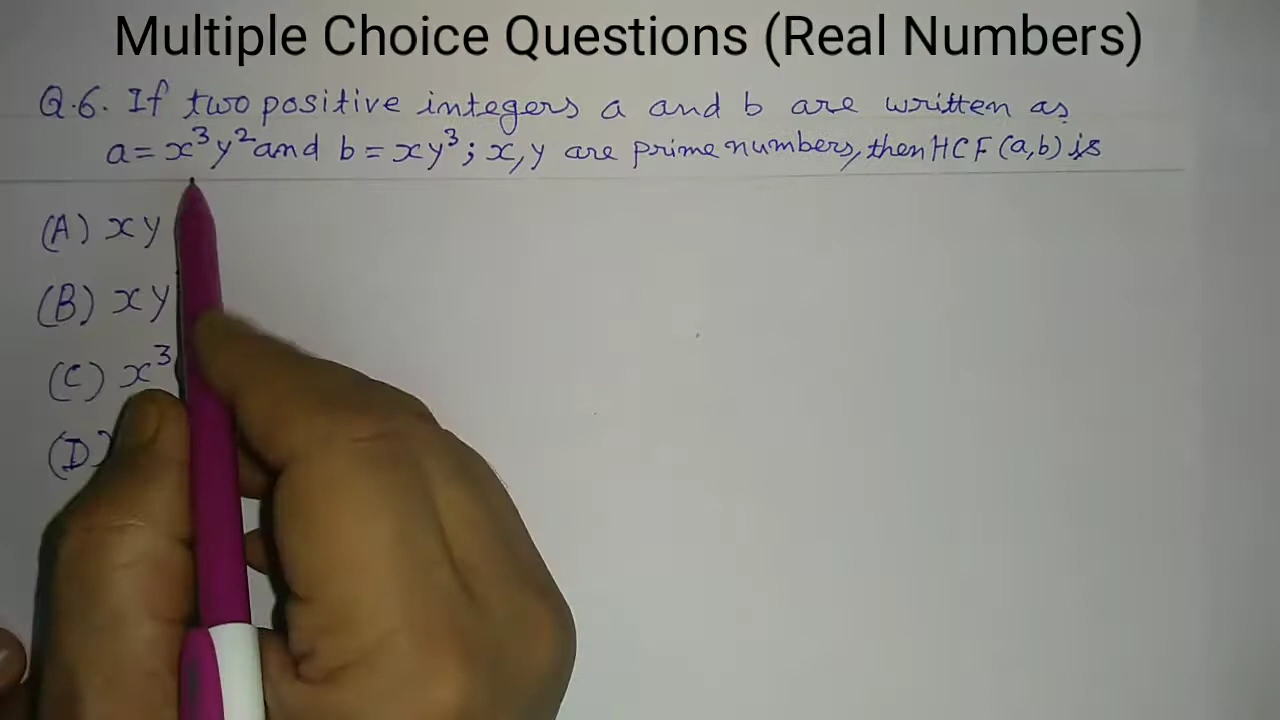 Multiple Choice Questions (Real Numbers)
Q.6. If two positive integers a and b are written as
a = x³y² and b = xy³; x, y are prime numbers, then HCF (a,b) is
(A) xy
(B) xy
(C) x³
(D)